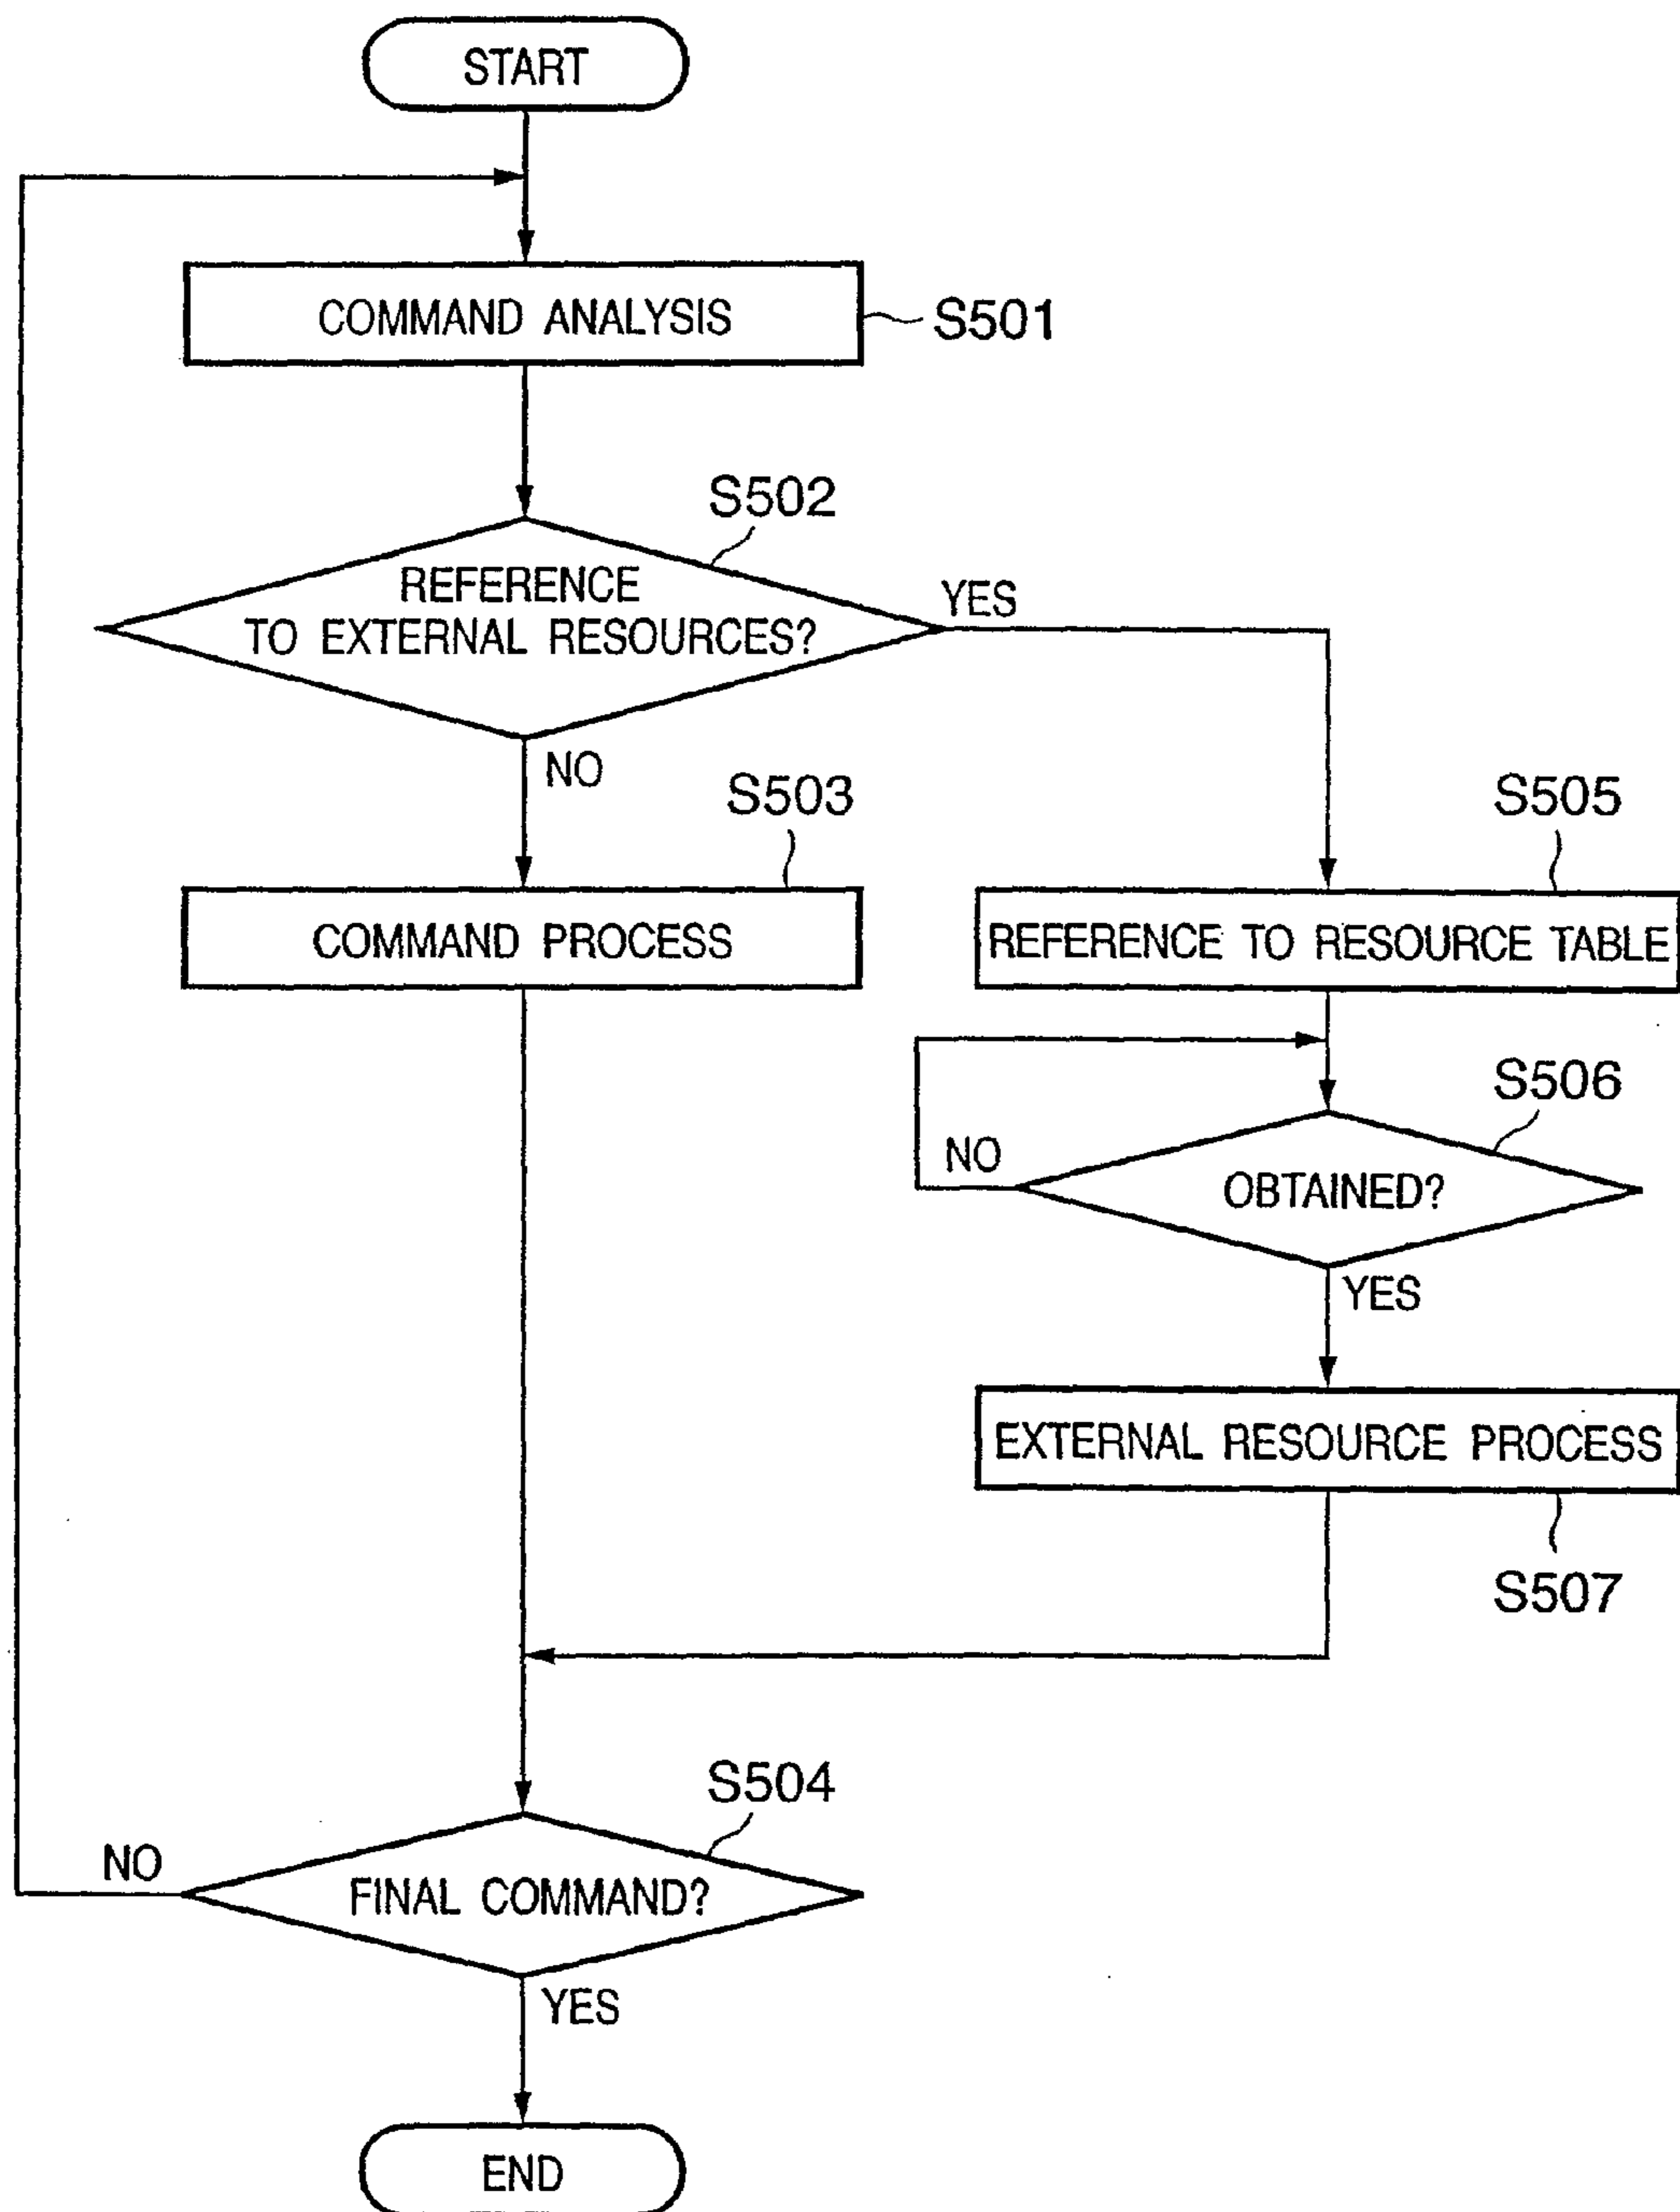 START
COMMAND ANALYSIS
S501
S502
REFERENCE
TO EXTERNAL RESOURCES?
YES
NO
S503
COMMAND PROCESS
S505
REFERENCE TO RESOURCE TABLE
S506
NO
OBTAINED?
YES
EXTERNAL RESOURCE PROCESS
S507
S504
NO
FINAL COMMAND?
YES
END